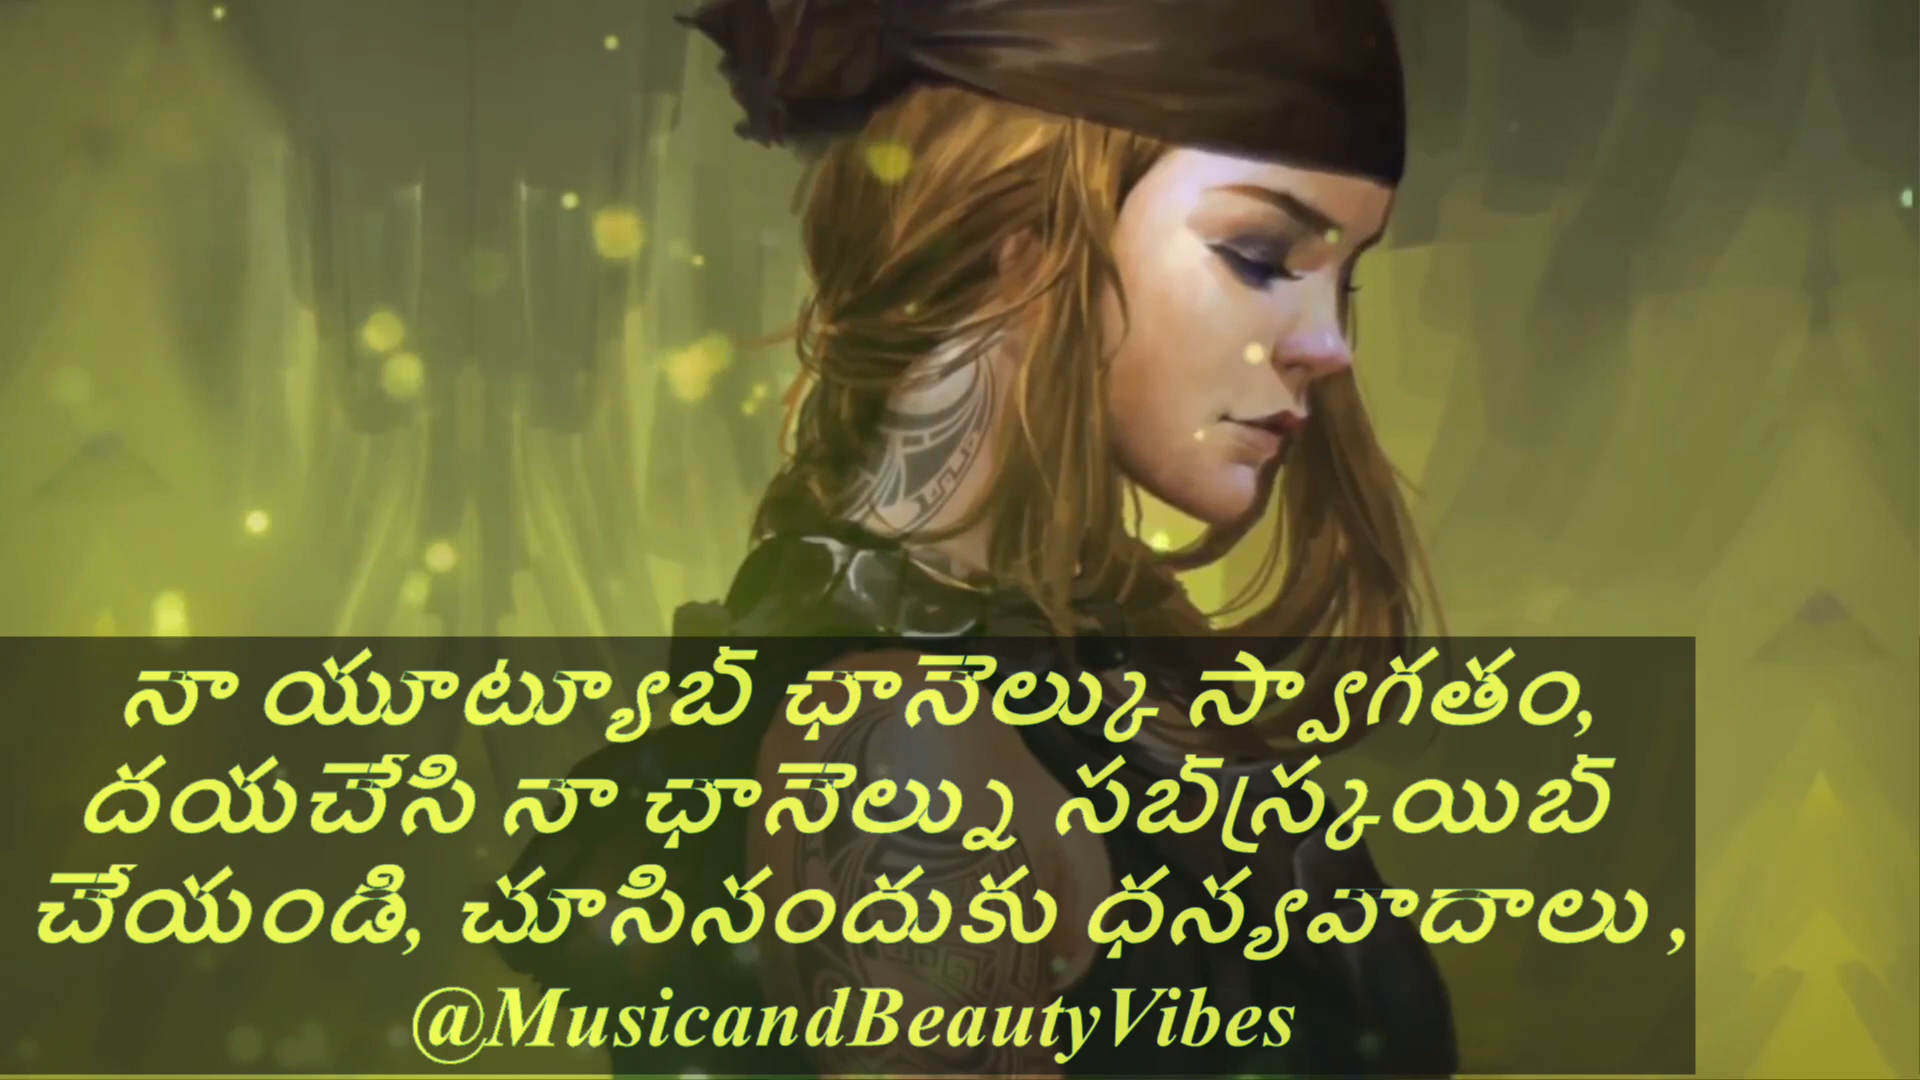 నా యూట్యూబ్ ఛానెల్కు స్వాగతం,
దయచేసి నా ఛానెల్ను సబ్‌స్క్రయిబ్
చేయండి, చూసినందుకు ధన్యవాదాలు ,
@MusicandBeautyVibes